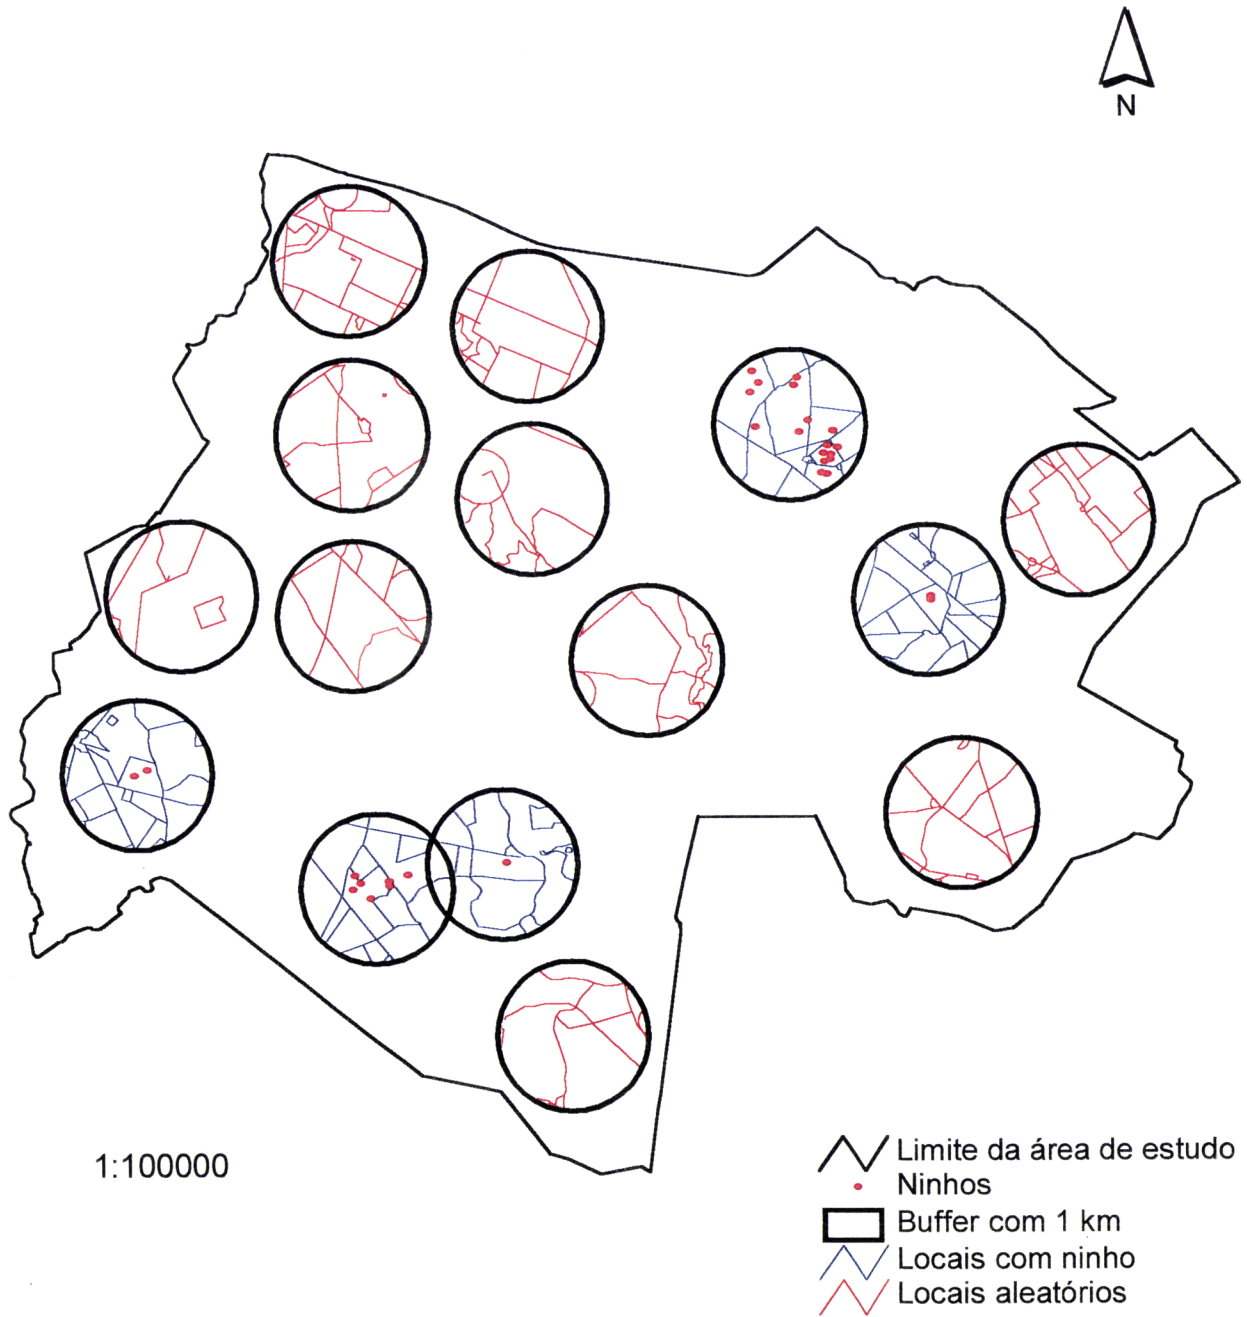 N
1:100000
Limite da área de estudo
Ninhos
Buffer com 1 km
Locais com ninho
Locais aleatórios